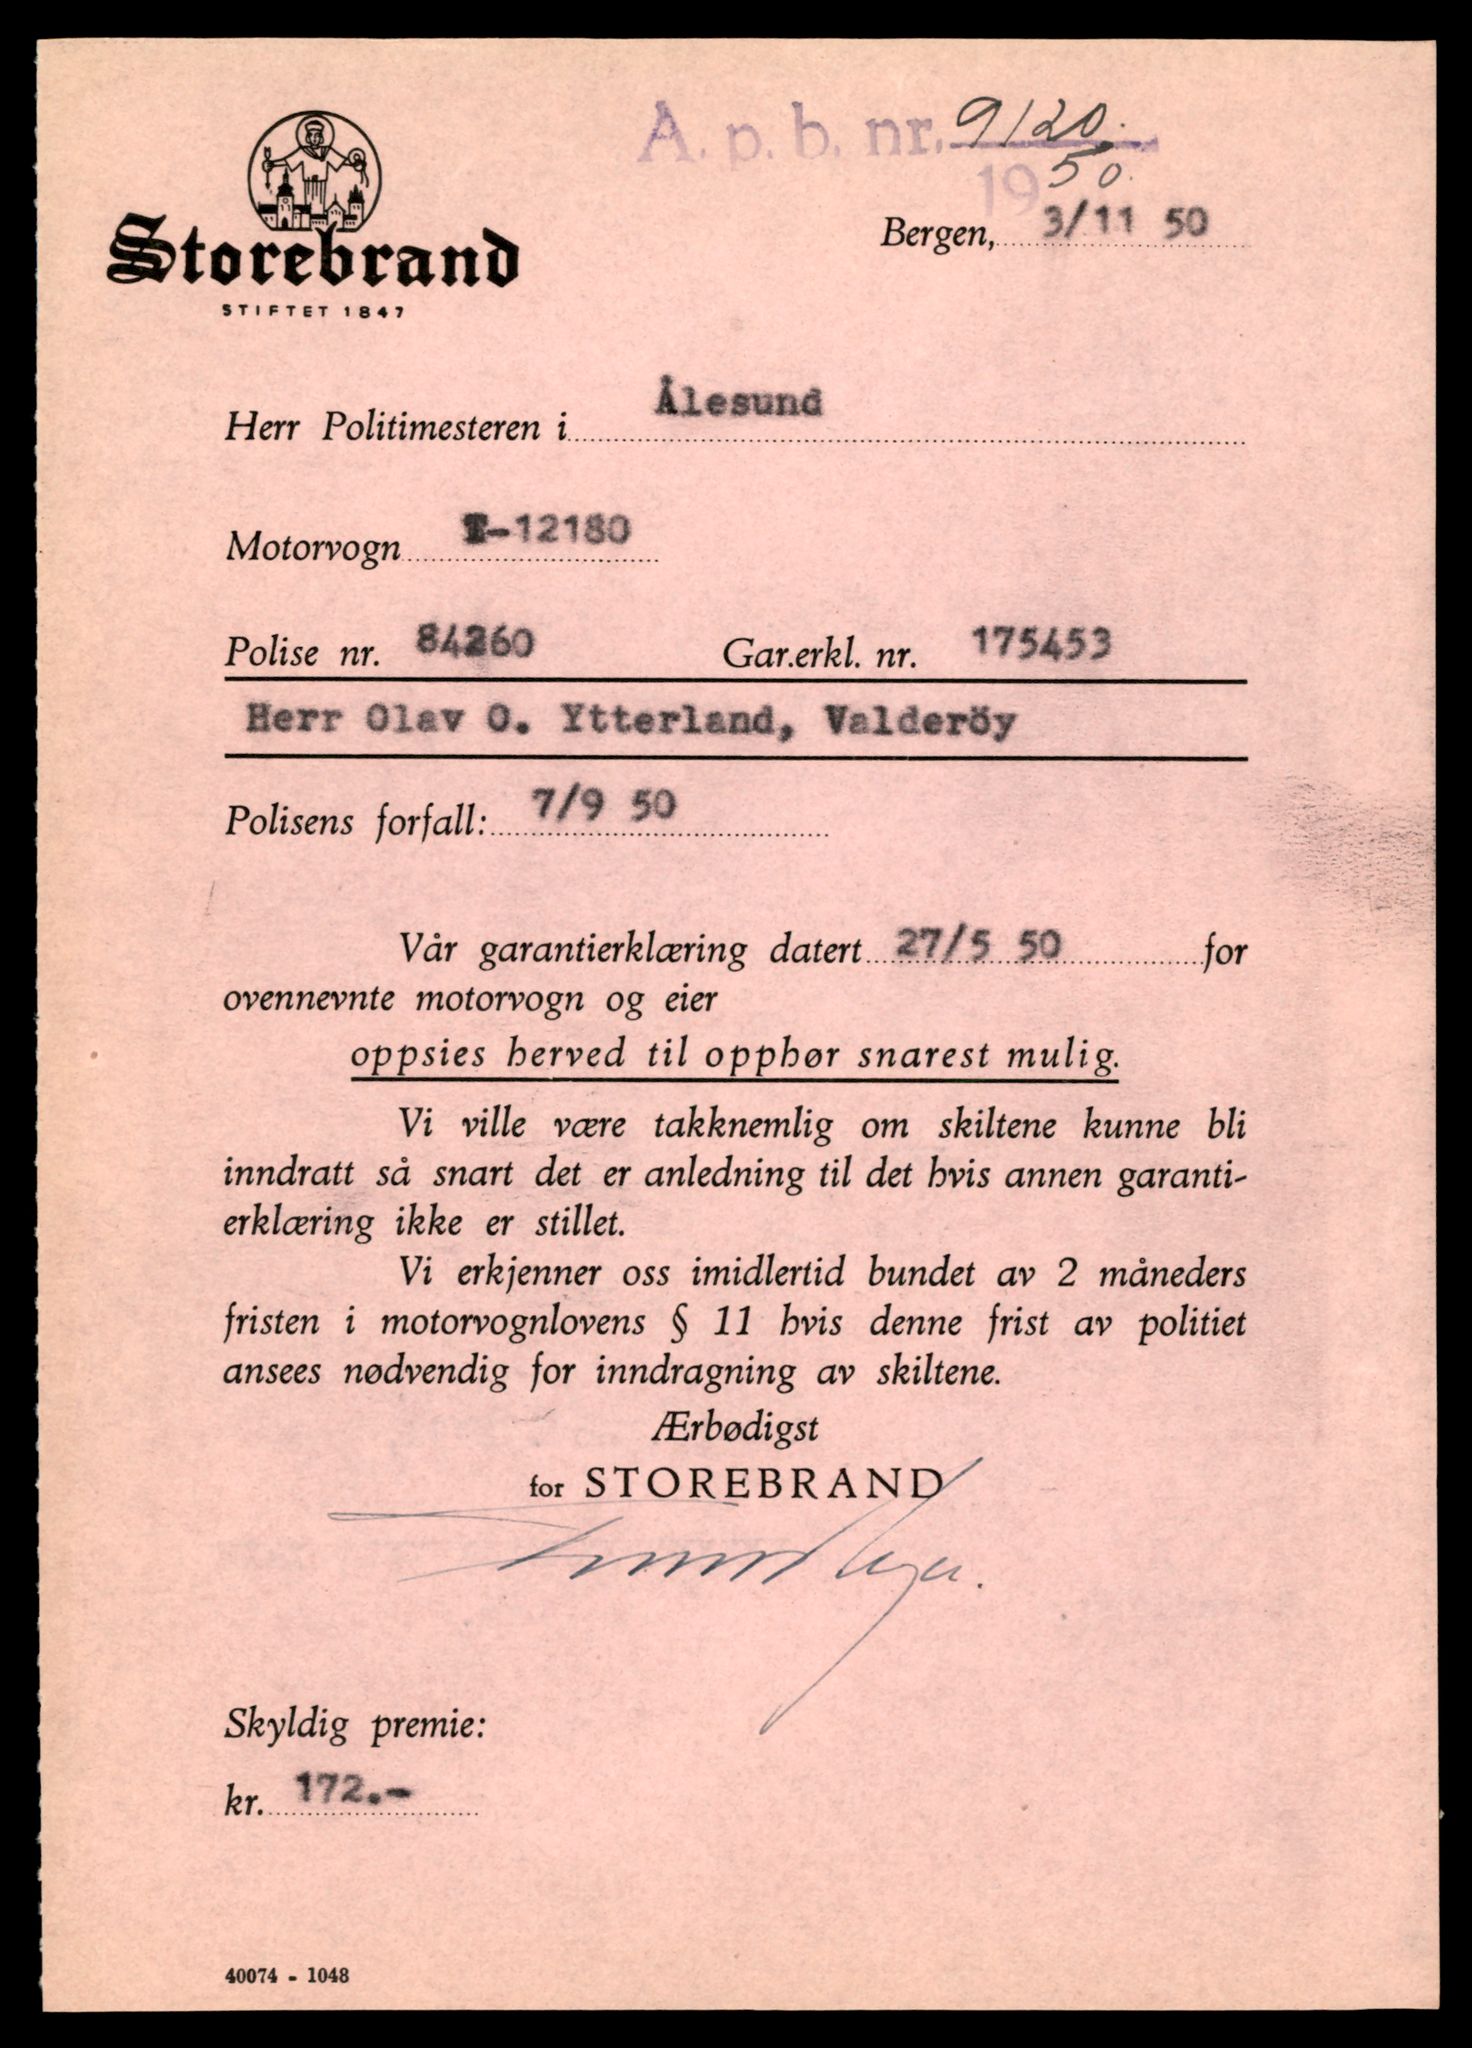 A. p. b. nr. 9120.
1950.
Storebrand
STIFTET 1847
Bergen, 3/11 50
Herr Politimesteren i Ålesund
Motorvogn T-12180
Polise nr. 84260 Gar.erkl. nr. 175453
Herr Olav O. Ytterland, Valderöy
Polisens forfall: 7/9 50
Vår garantierklæring datert 27/5 50 for
ovennevnte motorvogn og eier
oppsies herved til opphør snarest mulig.
Vi ville være takknemlig om skiltene kunne bli
inndratt så snart det er anledning til det hvis annen garanti-
erklæring ikke er stillet.
Vi erkjenner oss imidlertid bundet av 2 måneders
fristen i motorvognlovens § 11 hvis denne frist av politiet
ansees nødvendig for inndragning av skiltene.
Ærbødigst
for STOREBRAND
Skyldig premie:
kr. 172.-
40074 - 1048